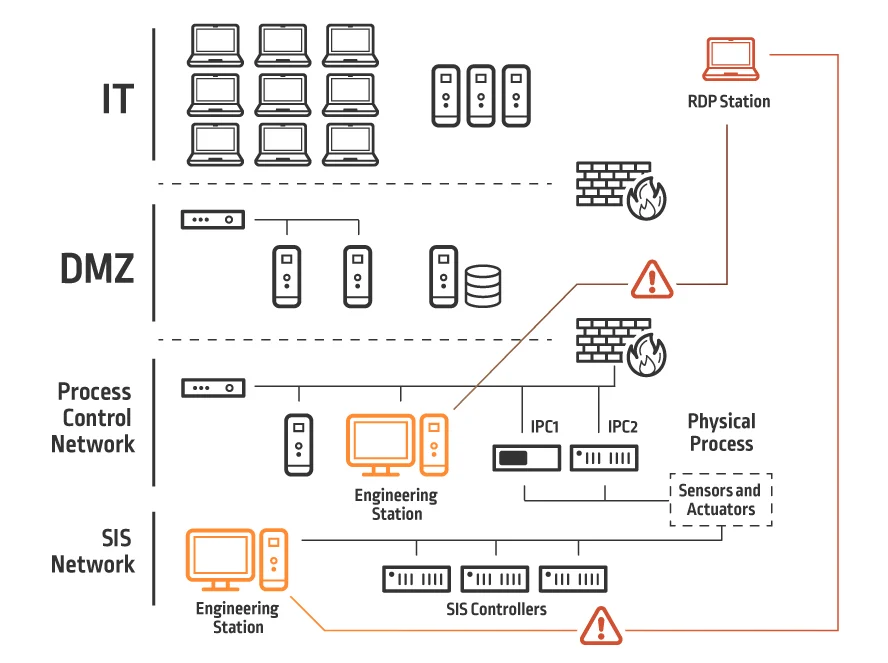 IT
RDP Station
DMZ
Process
Control
Network
IPC1
IPC2
Physical
Process
Engineering
Station
Sensors and
Actuators
SIS
Network
Engineering
Station
SIS Controllers